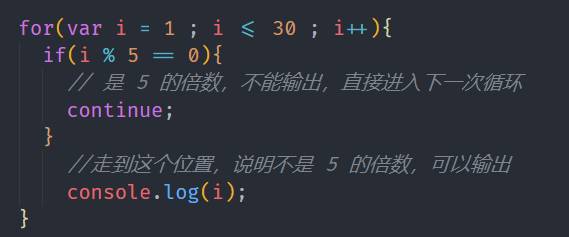 for(var i = 1 ; i <= 30 ; i++){
if(i % 5 == 0){
// 是 5 的倍数，不能输出，直接进入下一次循环
continue;
}
//走到这个位置，说明不是 5 的倍数，可以输出
console.log(i);
}